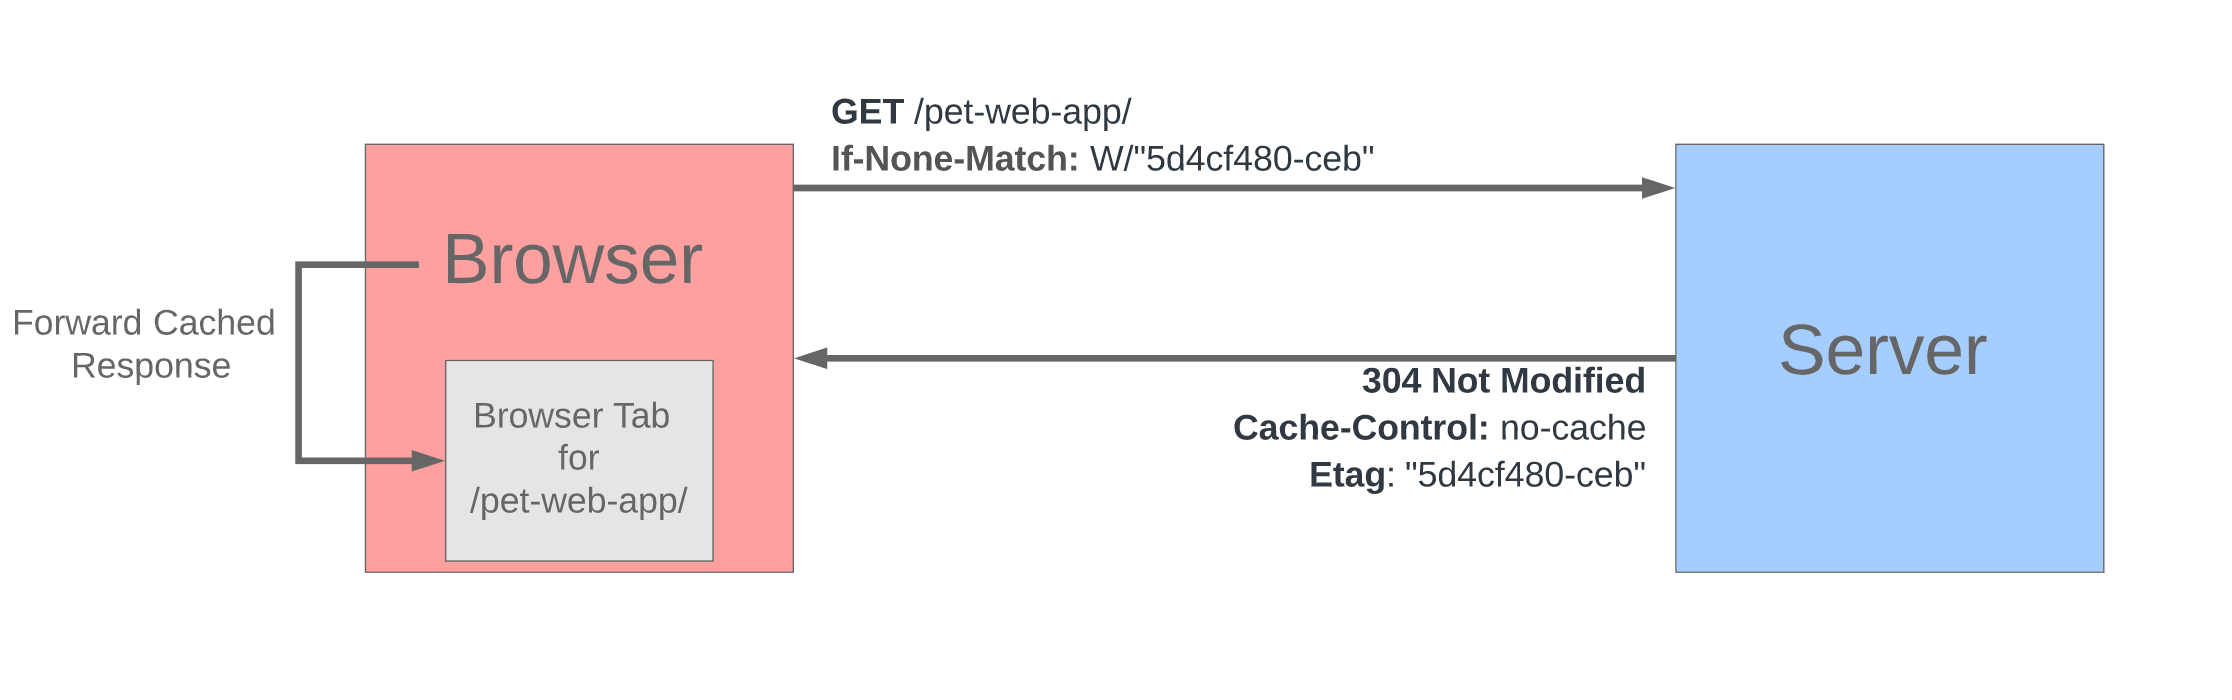 GET /pet-web-app/
If-None-Match: W/"5d4cf480-ceb"
Browser
Forward Cached
Response
Browser Tab
for
/pet-web-app/
Server
304 Not Modified
Cache-Control: no-cache
Etag: "5d4cf480-ceb"